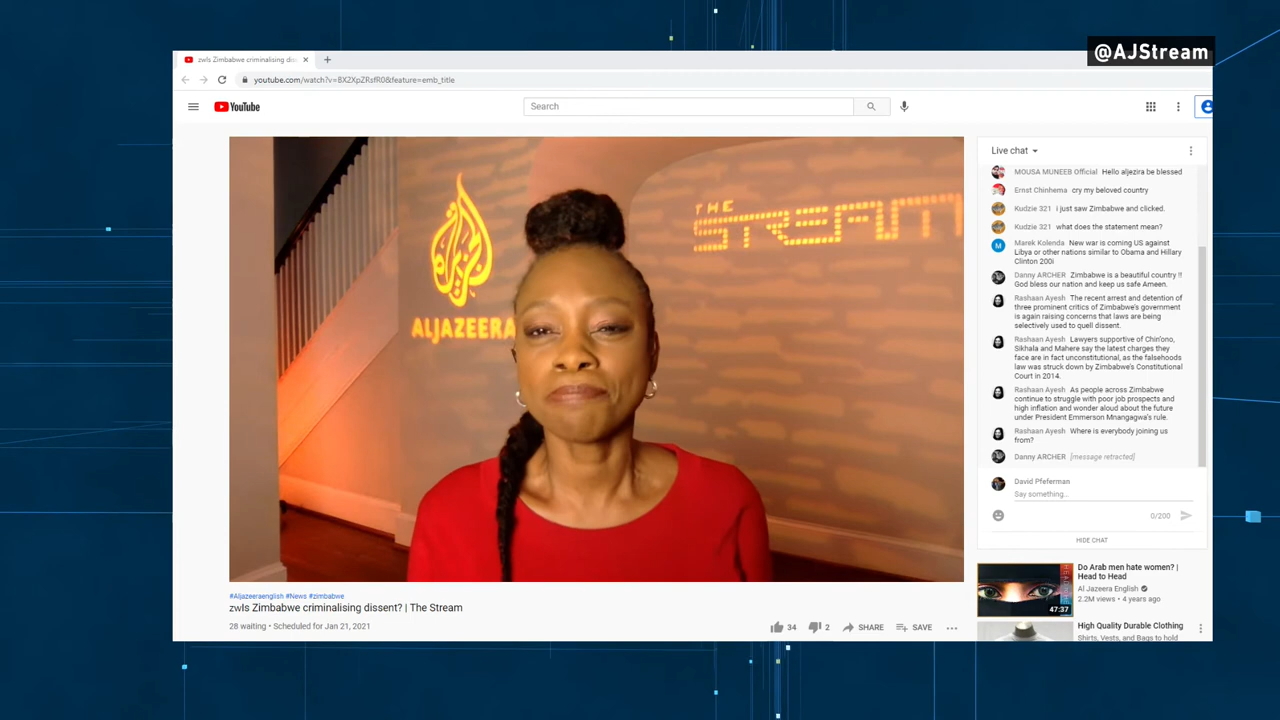 @AJStream
zwIs Zimbabwe criminalising dis
youtube.com/watch?v=BX2XpZRsfR0&feature=emb_title
YouTube
Search
THE
STREAM
الجزيرة
ALJAZEERA
Live chat
MOUSA MUNEEB Official Hello aljezira be blessed
Ernst Chinhema cry my beloved country
Kudzie 321 i just saw Zimbabwe and clicked.
Kudzie 321 what does the statement mean?
M
Marek Kolenda New war is coming US against
Libya or other nations similar to Obama and Hillary
Clinton 200i
Danny ARCHER Zimbabwe is a beautiful country !!
God bless our nation and keep us safe Ameen.
Rashaan Ayesh The recent arrest and detention of
three prominent critics of Zimbabwe's government
is again raising concerns that laws are being
selectively used to quell dissent.
Rashaan Ayesh Lawyers supportive of Chin'ono,
Sikhala and Mahere say the latest charges they
face are in fact unconstitutional, as the falsehoods
law was struck down by Zimbabwe's Constitutional
Court in 2014.
Rashaan Ayesh As people across Zimbabwe
continue to struggle with poor job prospects and
high inflation and wonder aloud about the future
under President Emmerson Mnangagwa's rule.
Rashaan Ayesh Where is everybody joining us
from?
Danny ARCHER [message retracted]
David Pfeferman
Say something...
0/200
HIDE CHAT
#Aljazeeraenglish #News #zimbabwe
zwIs Zimbabwe criminalising dissent? | The Stream
28 waiting • Scheduled for Jan 21, 2021
34
2
SHARE
SAVE
47:37
Do Arab men hate women? |
Head to Head
Al Jazeera English
2.2M views • 4 years ago
High Quality Durable Clothing
Shirts, Vests, and Bags to hold